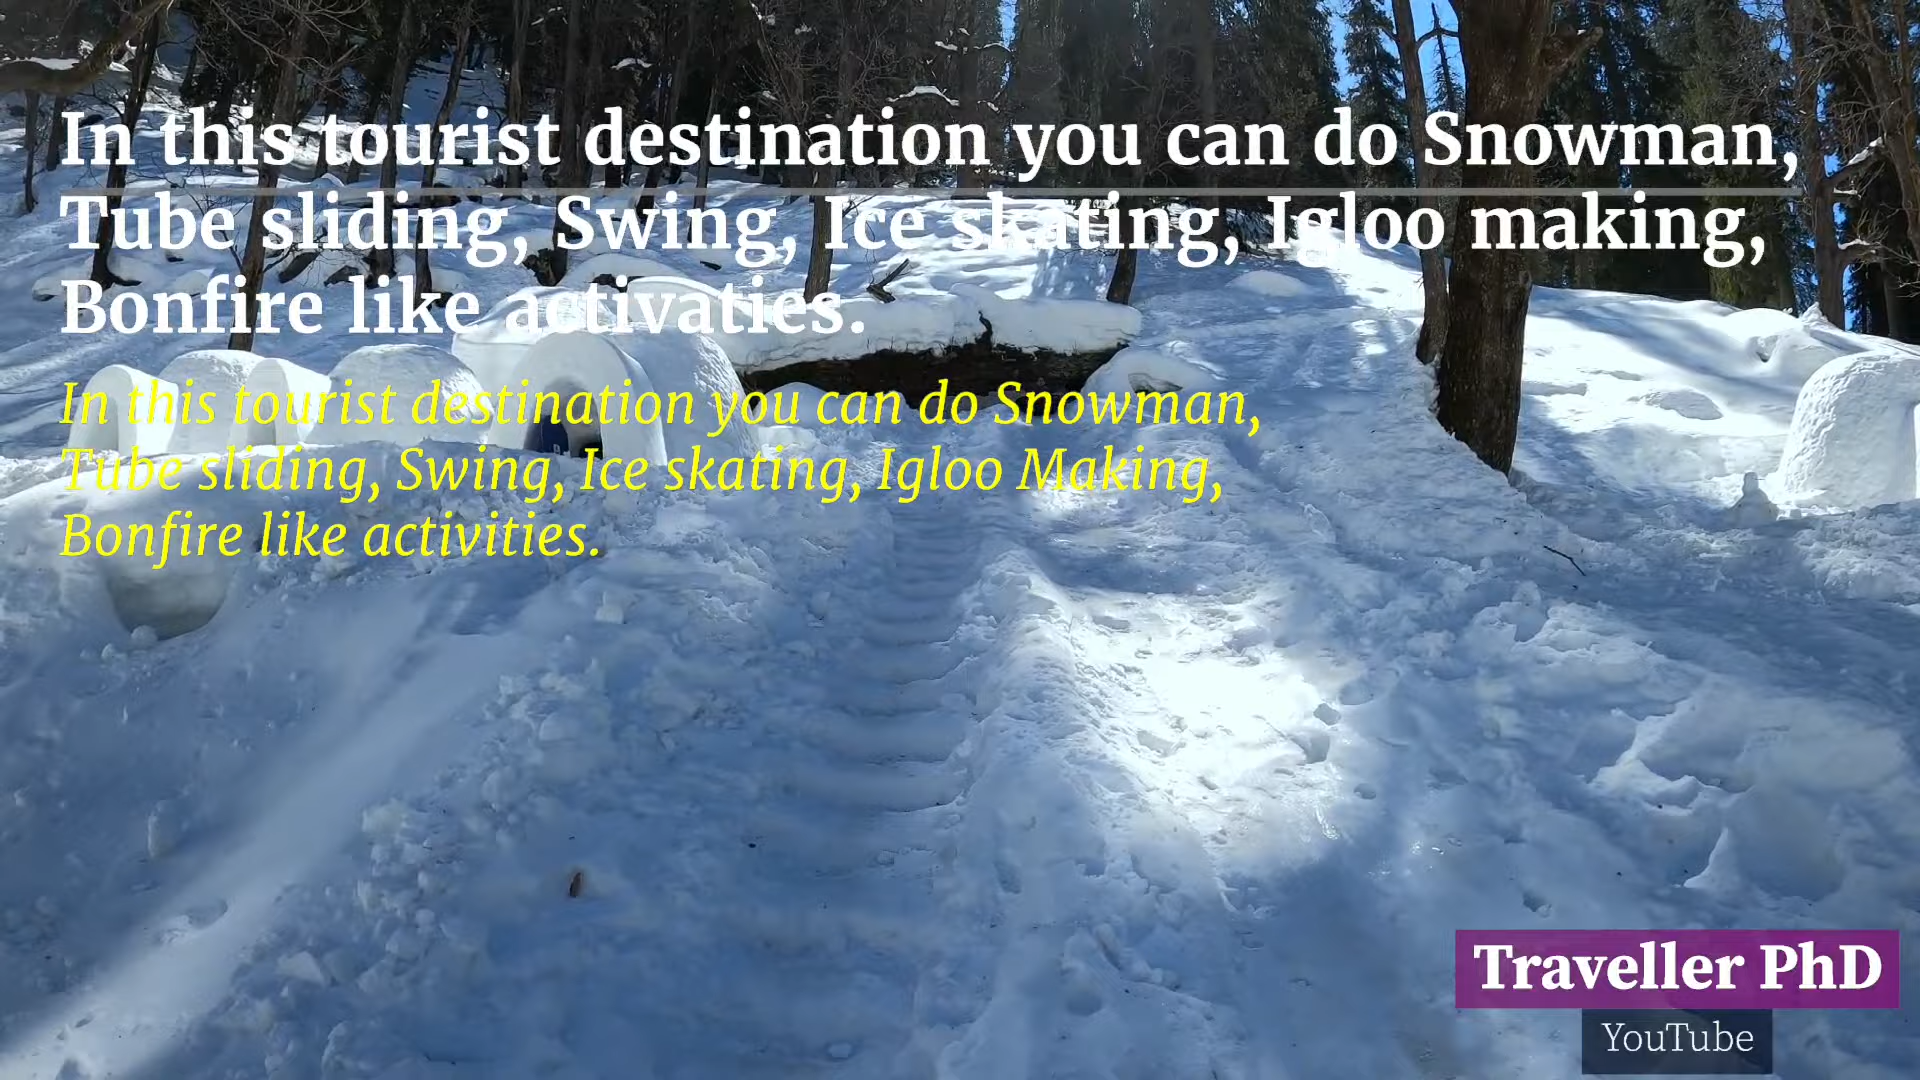 In this tourist destination you can do Snowman,
Tube sliding, Swing, Ice skating, Igloo making,
Bonfire like activaties.
In this tourist destination you can do Snowman,
Tube sliding, Swing, Ice skating, Igloo Making,
Bonfire like activities.
Traveller PhD
YouTube